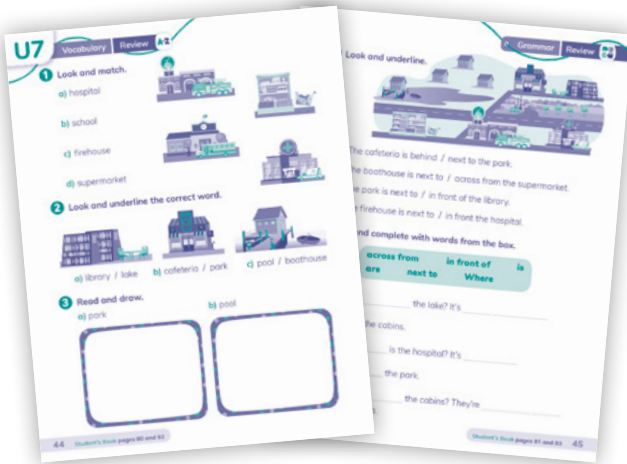 U7 Vocabulary Review
1 Look and match.
a) hospital
b) school
c) firehouse
d) supermarket
2 Look and underline the correct word.
a) library / lake b) cafeteria / park c) pool / boathouse
3 Read and draw.
a) park b) pool
44 Student's Book pages 80 and 82
Grammar Review
Look and underline.
The cafeteria is behind / next to the park.
boathouse is next to / across from the supermarket.
park is next to / in front of the library.
firehouse is next to / in front the hospital.
and complete with words from the box.
across from in front of is
are next to Where
the lake? It's
the cabins.
is the hospital? It's
the park.
the cabins? They're
Student's Book pages 81 and 83 45